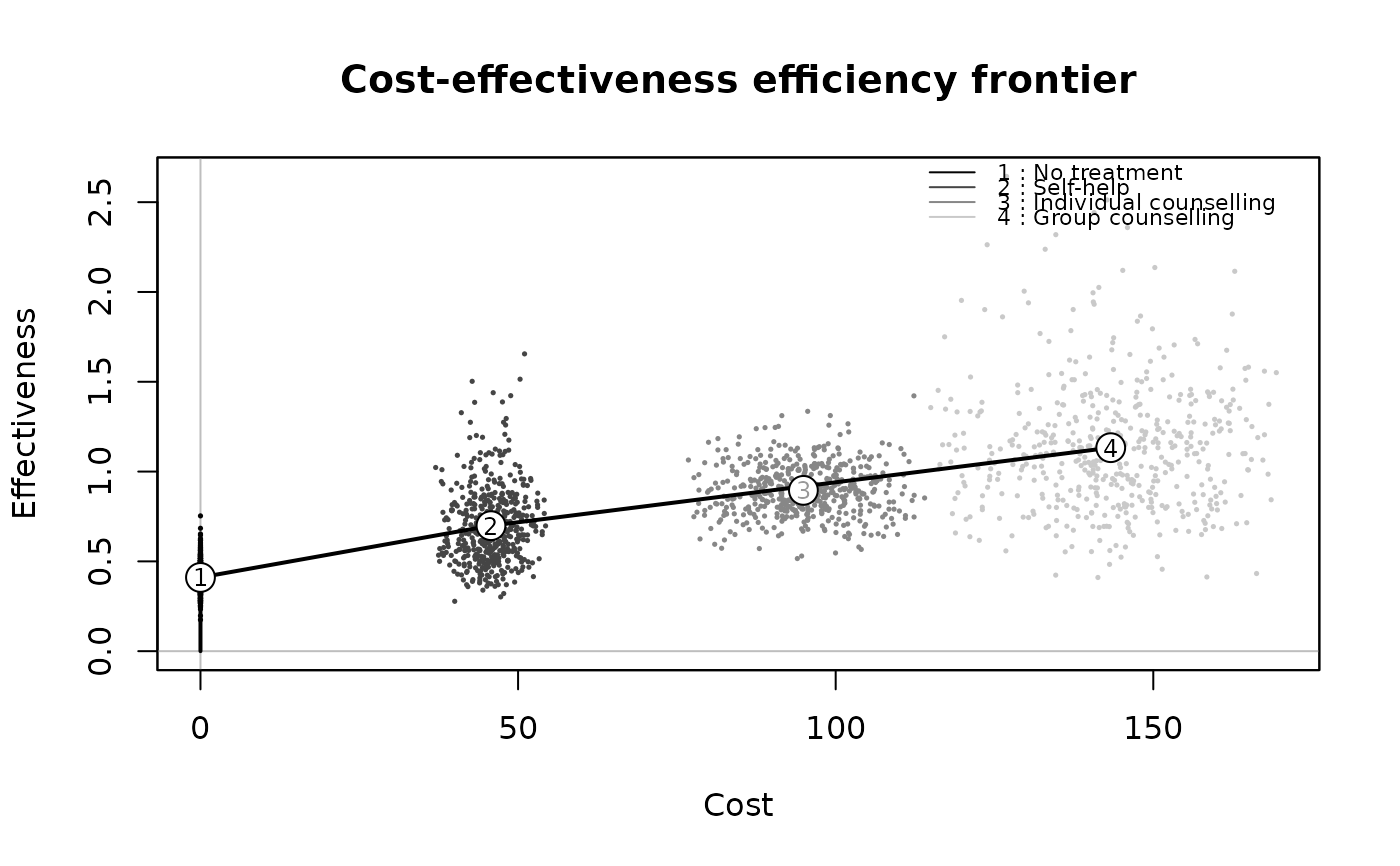 Cost-effectiveness efficiency frontier
1 : No treatment
2 : Self-help
3 : Individual counselling
4 : Group counselling
Effectiveness
2.5
2.0
1.5
1.0
0.5
0.0
1
2
3
4
0 50 100 150
Cost